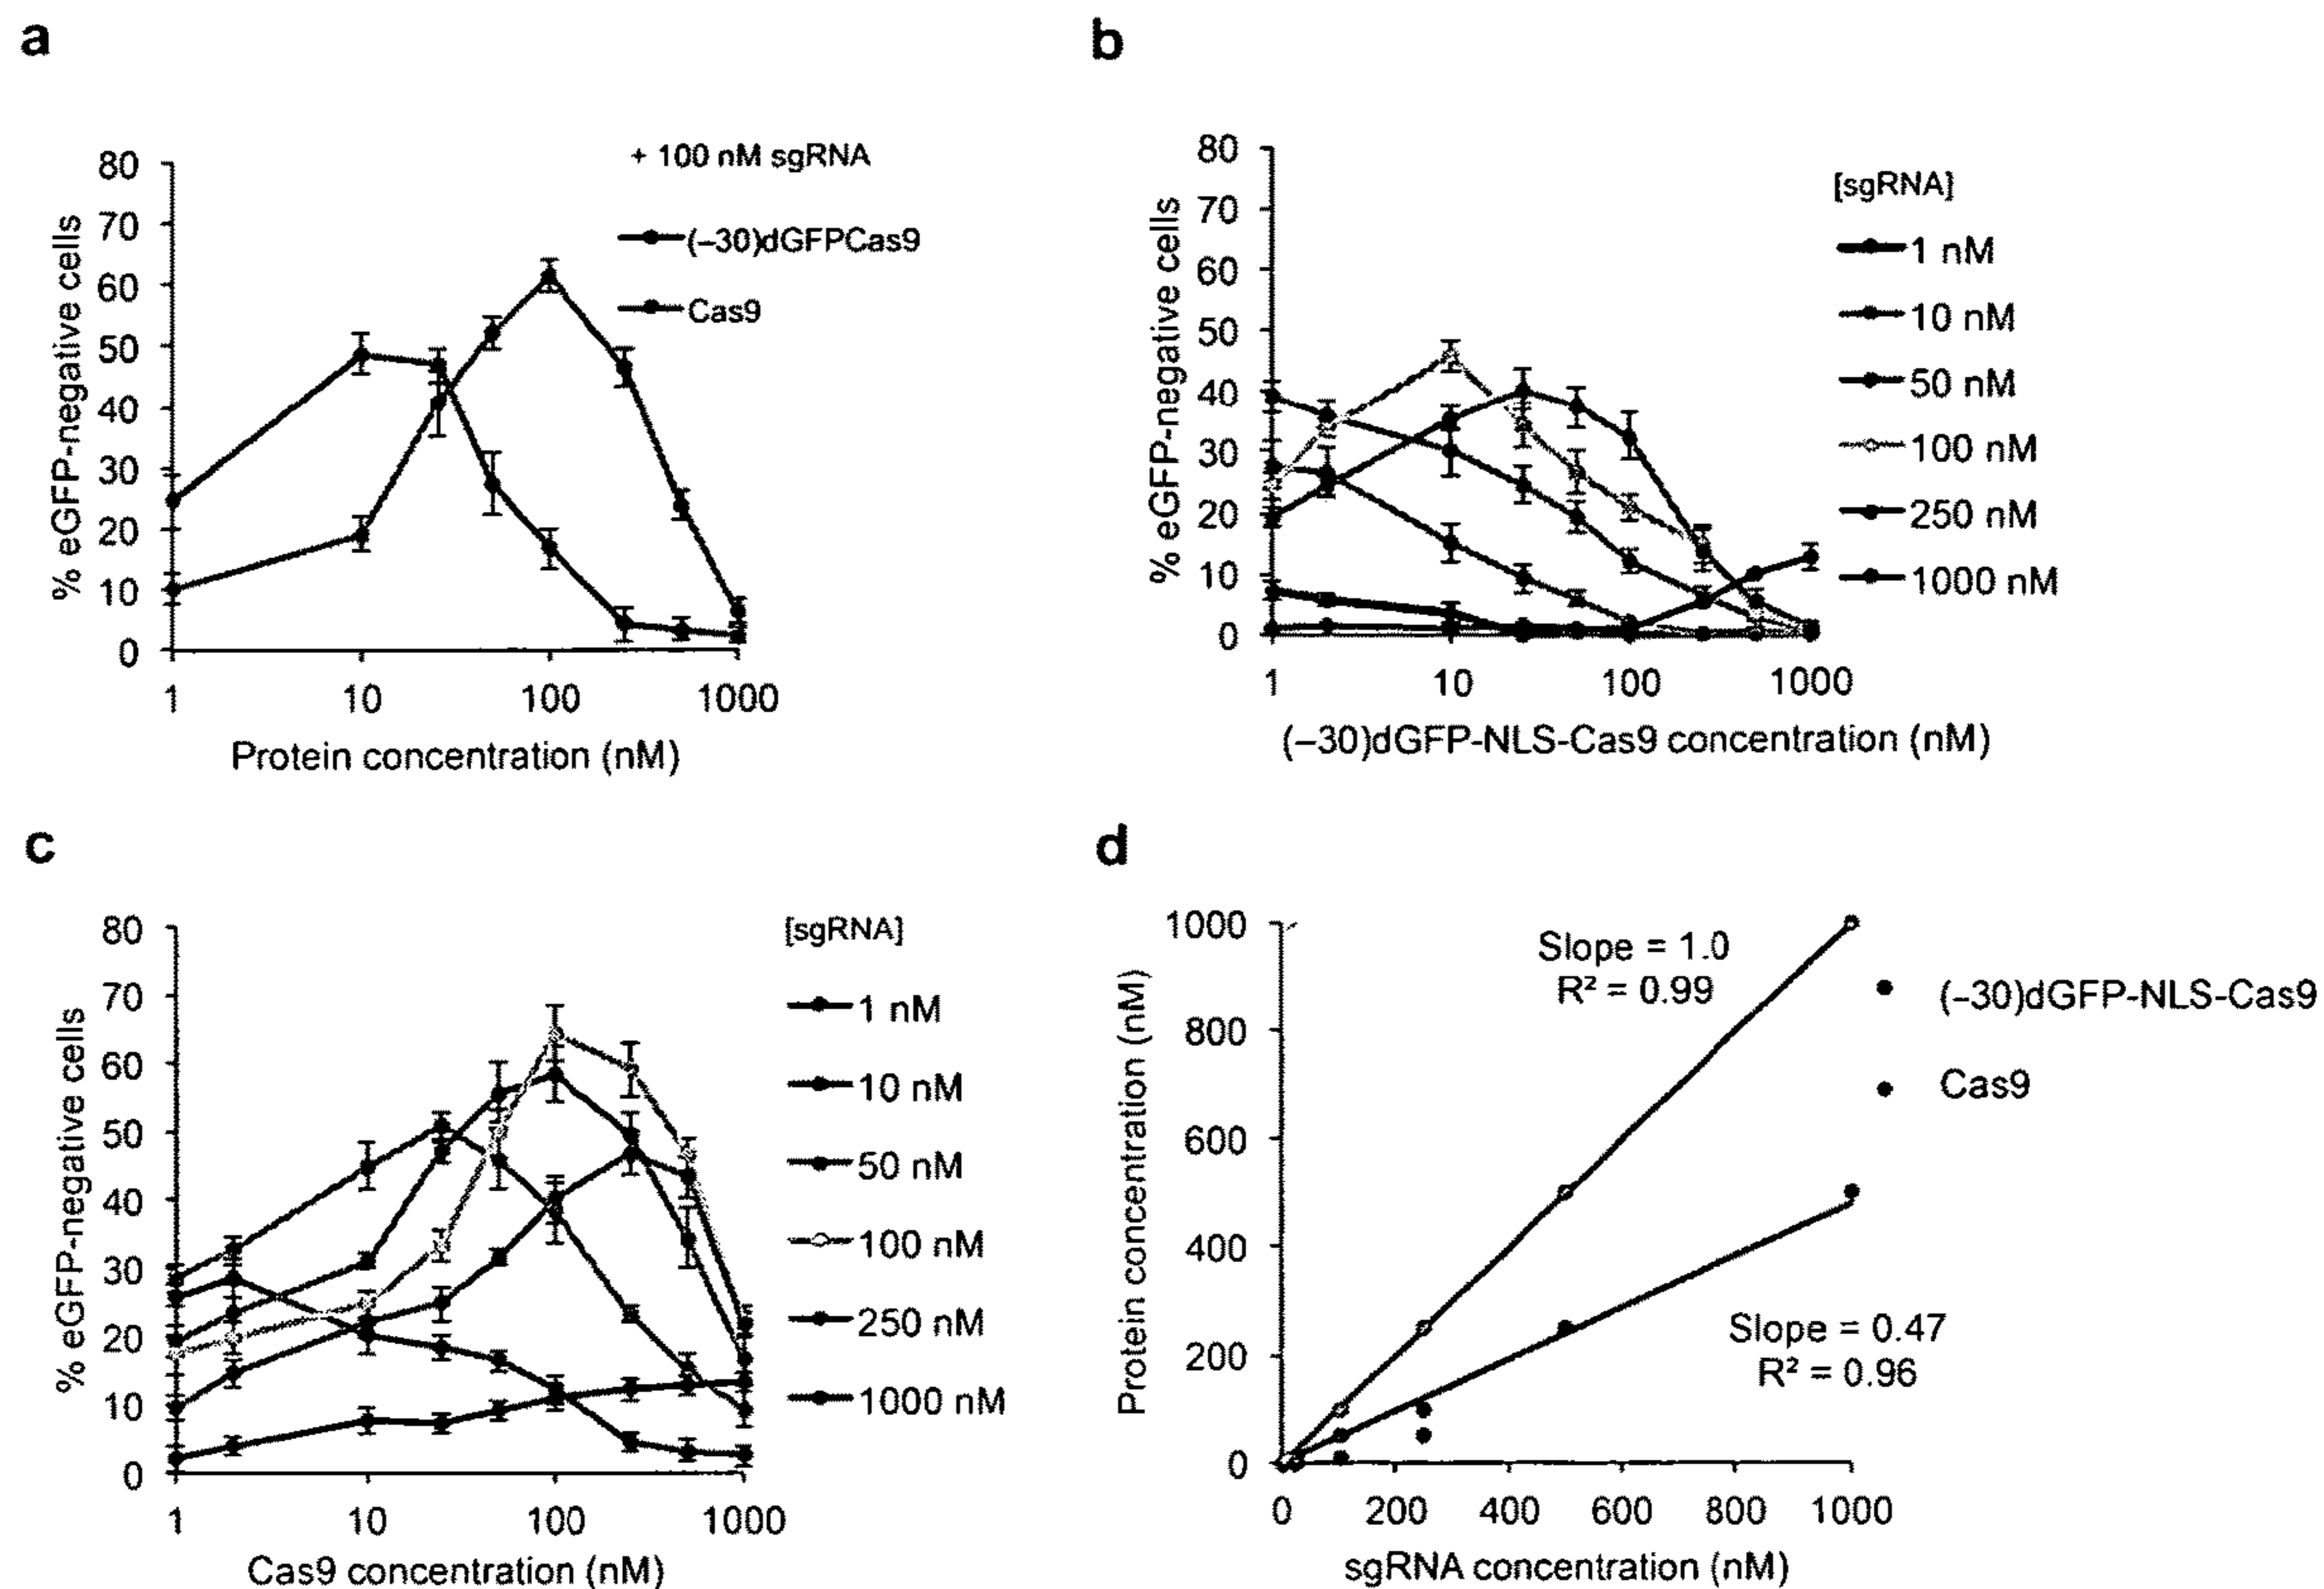 a
80
70
60
50
40
30
20
10
0
% eGFP-negative cells
+ 100 nM sgRNA
(–30)dGFPCas9
Cas9
1 10 100 1000
Protein concentration (nM)
b
80
70
60
50
40
30
20
10
0
% eGFP-negative cells
[sgRNA]
1 nM
10 nM
50 nM
100 nM
250 nM
1000 nM
1 10 100 1000
(–30)dGFP-NLS-Cas9 concentration (nM)
c
80
70
60
50
40
30
20
10
0
% eGFP-negative cells
[sgRNA]
1 nM
10 nM
50 nM
100 nM
250 nM
1000 nM
1 10 100 1000
Cas9 concentration (nM)
d
1000
800
600
400
200
0
Protein concentration (nM)
Slope = 1.0
R² = 0.99
(–30)dGFP-NLS-Cas9
Cas9
Slope = 0.47
R² = 0.96
0 200 400 600 800 1000
sgRNA concentration (nM)